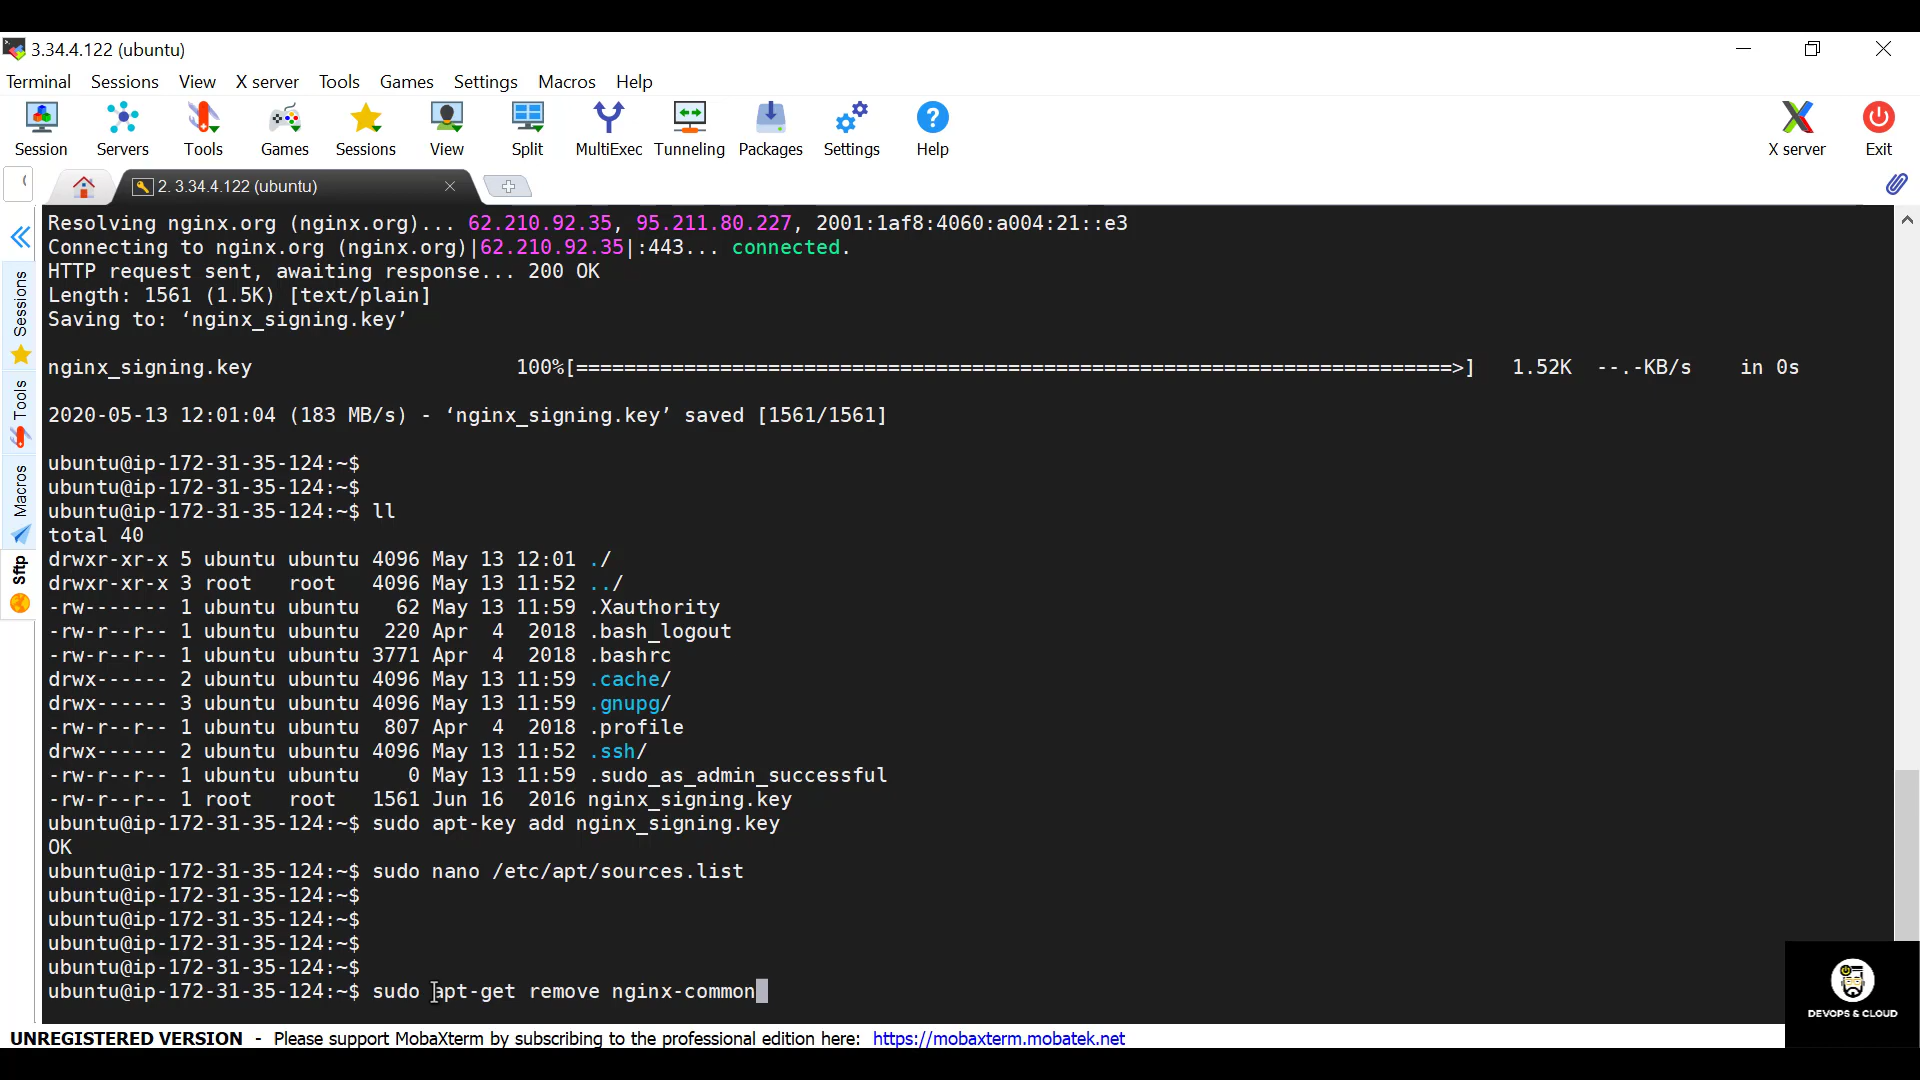 3.34.4.122 (ubuntu)
Terminal Sessions View X server Tools Games Settings Macros Help
Session Servers Tools Games Sessions View Split MultiExec Tunneling Packages Settings Help X server Exit
2. 3.34.4.122 (ubuntu)
Sessions
Tools
Macros
Sftp
Resolving nginx.org (nginx.org)... 62.210.92.35, 95.211.80.227, 2001:1af8:4060:a004:21::e3
Connecting to nginx.org (nginx.org)|62.210.92.35|:443... connected.
HTTP request sent, awaiting response... 200 OK
Length: 1561 (1.5K) [text/plain]
Saving to: ‘nginx_signing.key’
nginx_signing.key 100%[=========================================================================>] 1.52K --.-KB/s in 0s
2020-05-13 12:01:04 (183 MB/s) - ‘nginx_signing.key’ saved [1561/1561]
ubuntu@ip-172-31-35-124:~$
ubuntu@ip-172-31-35-124:~$
ubuntu@ip-172-31-35-124:~$ ll
total 40
drwxr-xr-x 5 ubuntu ubuntu 4096 May 13 12:01 ./
drwxr-xr-x 3 root root 4096 May 13 11:52 ../
-rw------- 1 ubuntu ubuntu 62 May 13 11:59 .Xauthority
-rw-r--r-- 1 ubuntu ubuntu 220 Apr 4 2018 .bash_logout
-rw-r--r-- 1 ubuntu ubuntu 3771 Apr 4 2018 .bashrc
drwx------ 2 ubuntu ubuntu 4096 May 13 11:59 .cache/
drwx------ 3 ubuntu ubuntu 4096 May 13 11:59 .gnupg/
-rw-r--r-- 1 ubuntu ubuntu 807 Apr 4 2018 .profile
drwx------ 2 ubuntu ubuntu 4096 May 13 11:52 .ssh/
-rw-r--r-- 1 ubuntu ubuntu 0 May 13 11:59 .sudo_as_admin_successful
-rw-r--r-- 1 root root 1561 Jun 16 2016 nginx_signing.key
ubuntu@ip-172-31-35-124:~$ sudo apt-key add nginx_signing.key
OK
ubuntu@ip-172-31-35-124:~$ sudo nano /etc/apt/sources.list
ubuntu@ip-172-31-35-124:~$
ubuntu@ip-172-31-35-124:~$
ubuntu@ip-172-31-35-124:~$
ubuntu@ip-172-31-35-124:~$
ubuntu@ip-172-31-35-124:~$ sudo apt-get remove nginx-common
DEVOPS & CLOUD
UNREGISTERED VERSION - Please support MobaXterm by subscribing to the professional edition here: https://mobaxterm.mobatek.net